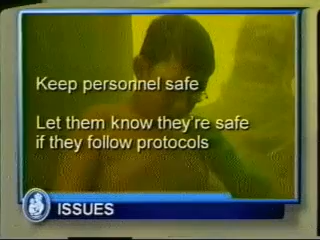 Keep personnel safe
Let them know they're safe
if they follow protocols
ISSUES